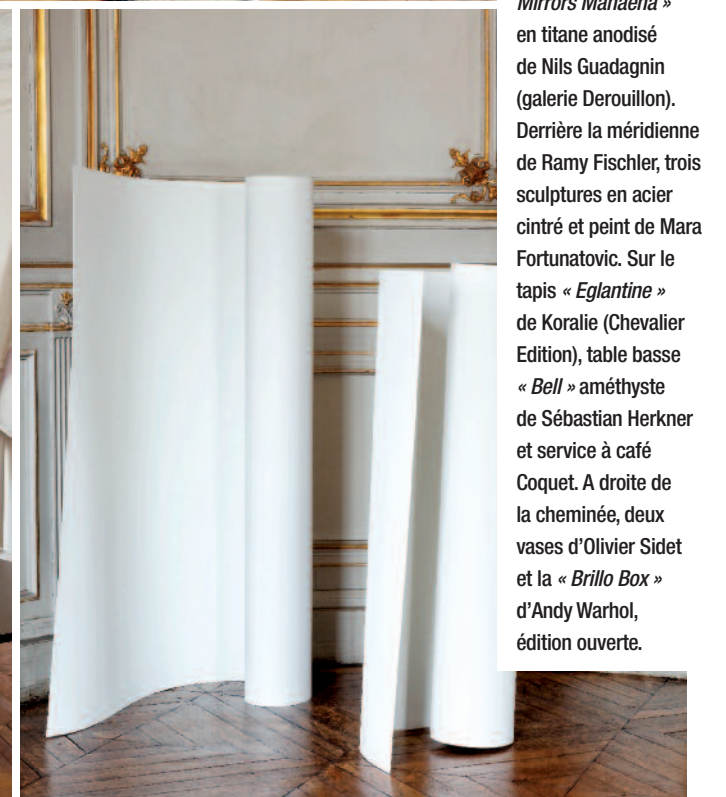 Mirrors Manaena »
en titane anodisé
de Nils Guadagnin
(galerie Derouillon).
Derrière la méridienne
de Ramy Fischler, trois
sculptures en acier
cintré et peint de Mara
Fortunatovic. Sur le
tapis « Eglantine »
de Koralie (Chevalier
Edition), table basse
« Bell » améthyste
de Sébastian Herkner
et service à café
Coquet. A droite de
la cheminée, deux
vases d’Olivier Sidet
et la « Brillo Box »
d’Andy Warhol,
édition ouverte.